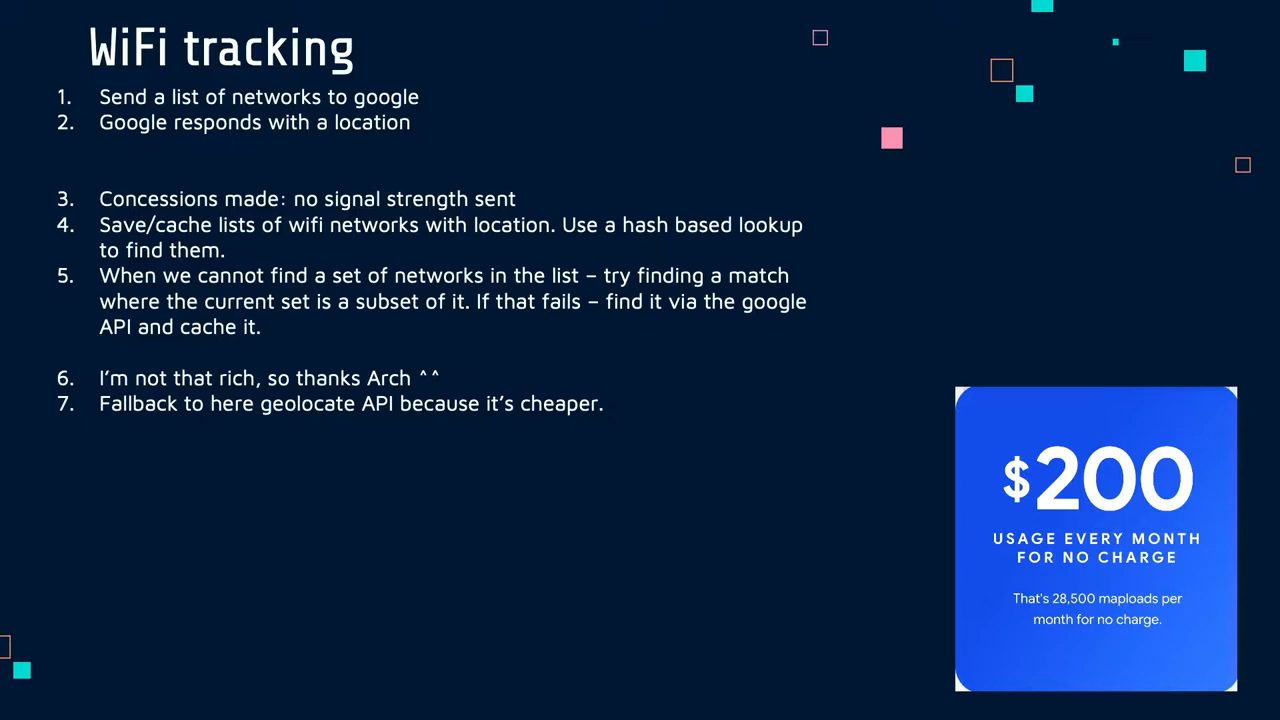 WiFi tracking
1. Send a list of networks to google
2. Google responds with a location
3. Concessions made: no signal strength sent
4. Save/cache lists of wifi networks with location. Use a hash based lookup
to find them.
5. When we cannot find a set of networks in the list – try finding a match
where the current set is a subset of it. If that fails – find it via the google
API and cache it.
6. I’m not that rich, so thanks Arch ^^
7. Fallback to here geolocate API because it’s cheaper.
$200
USAGE EVERY MONTH
FOR NO CHARGE
That's 28,500 maploads per
month for no charge.